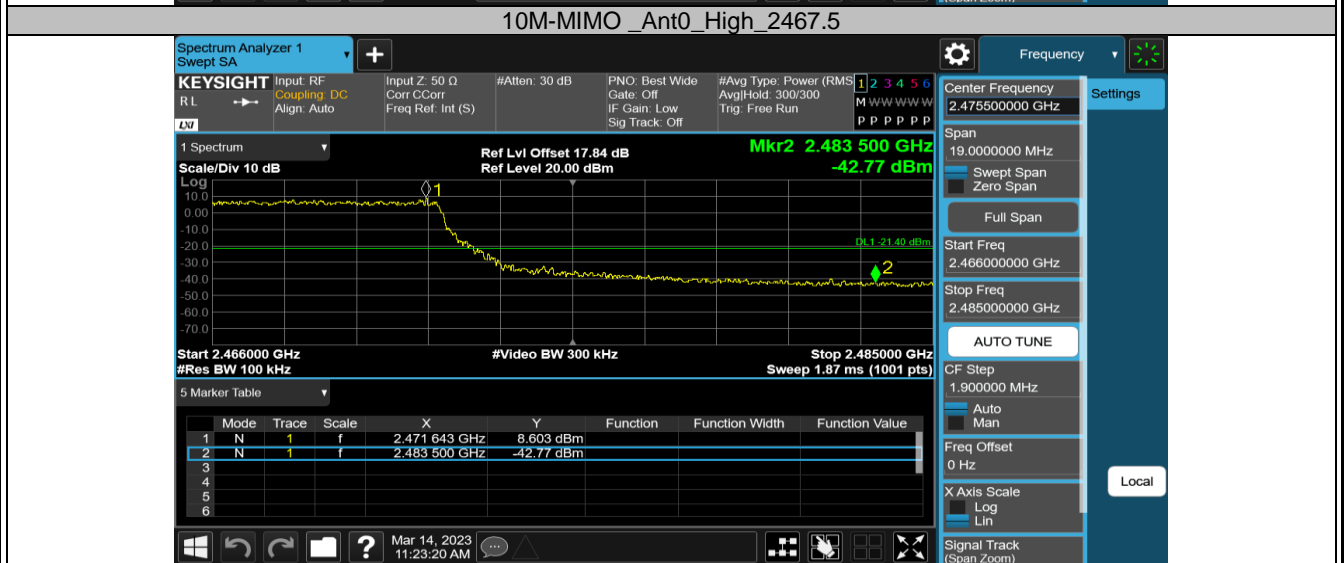 (Span Zoom)
10M-MIMO _Ant0_High_2467.5
Spectrum Analyzer 1
Swept SA
+
Frequency
KEYSIGHT
RL
LXI
Input: RF
Coupling: DC
Align: Auto
Input Z: 50 Ω
Corr CCorr
Freq Ref: Int (S)
#Atten: 30 dB
PNO: Best Wide
Gate: Off
IF Gain: Low
Sig Track: Off
#Avg Type: Power (RMS
Avg|Hold: 300/300
Trig: Free Run
1 2 3 4 5 6
M W W W W W
P P P P P P
1 Spectrum
Scale/Div 10 dB
Ref Lvl Offset 17.84 dB
Ref Level 20.00 dBm
Mkr2 2.483 500 GHz
-42.77 dBm
Log
10.0
0.00
-10.0
-20.0
-30.0
-40.0
-50.0
-60.0
-70.0
1
DL1 -21.40 dBm
2
Start 2.466000 GHz
#Video BW 300 kHz
Stop 2.485000 GHz
#Res BW 100 kHz
Sweep 1.87 ms (1001 pts)
5 Marker Table
Mode Trace Scale X Y Function Function Width Function Value
1 N 1 f 2.471 643 GHz 8.603 dBm
2 N 1 f 2.483 500 GHz -42.77 dBm
3
4
5
6
?
Mar 14, 2023
11:23:20 AM
Center Frequency
2.475500000 GHz
Settings
Span
19.0000000 MHz
Swept Span
Zero Span
Full Span
Start Freq
2.466000000 GHz
Stop Freq
2.485000000 GHz
AUTO TUNE
CF Step
1.900000 MHz
Auto
Man
Freq Offset
0 Hz
Local
X Axis Scale
Log
Lin
Signal Track
(Span Zoom)